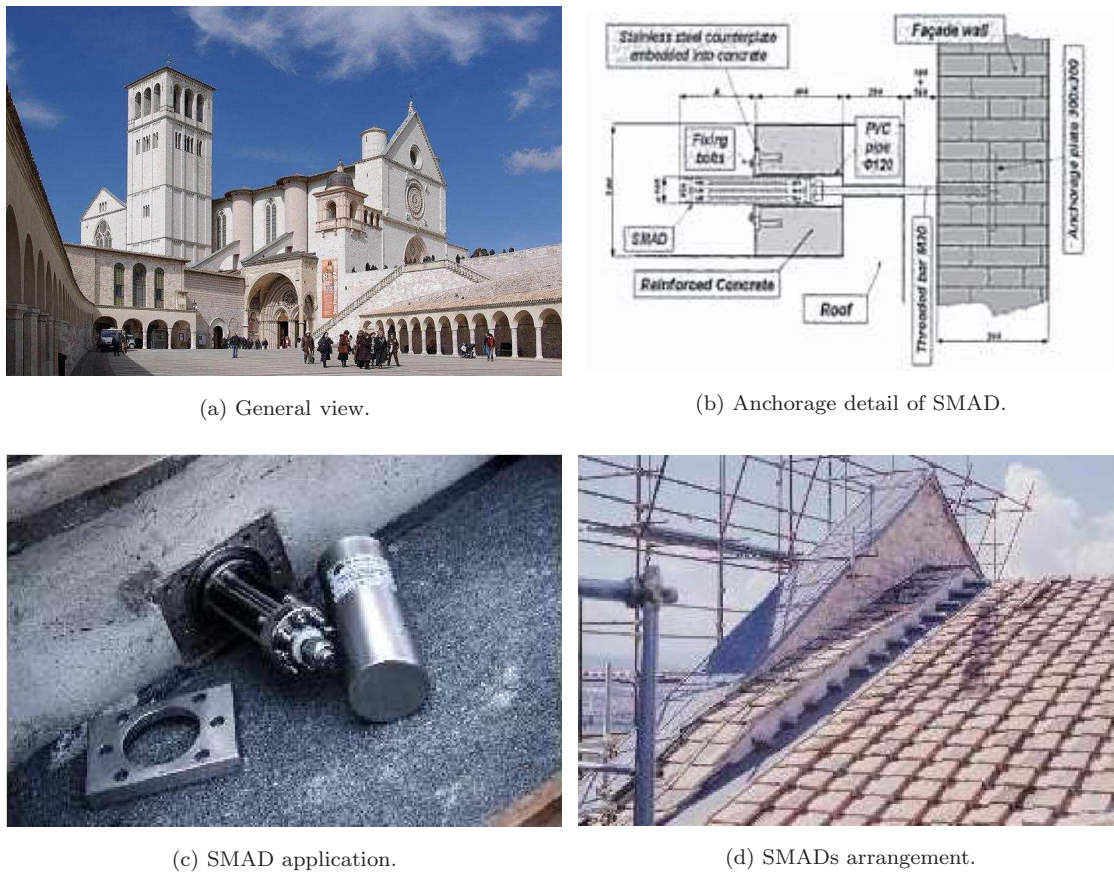 Stainless steel counterplate
embedded into concrete
Façade wall
Anchorage plate 300x300
Fixing
bolts
PVC
pipe
Φ120
SMAD
Reinforced Concrete
Roof
Threaded bar M20
(a) General view.
(b) Anchorage detail of SMAD.
(c) SMAD application.
(d) SMADs arrangement.